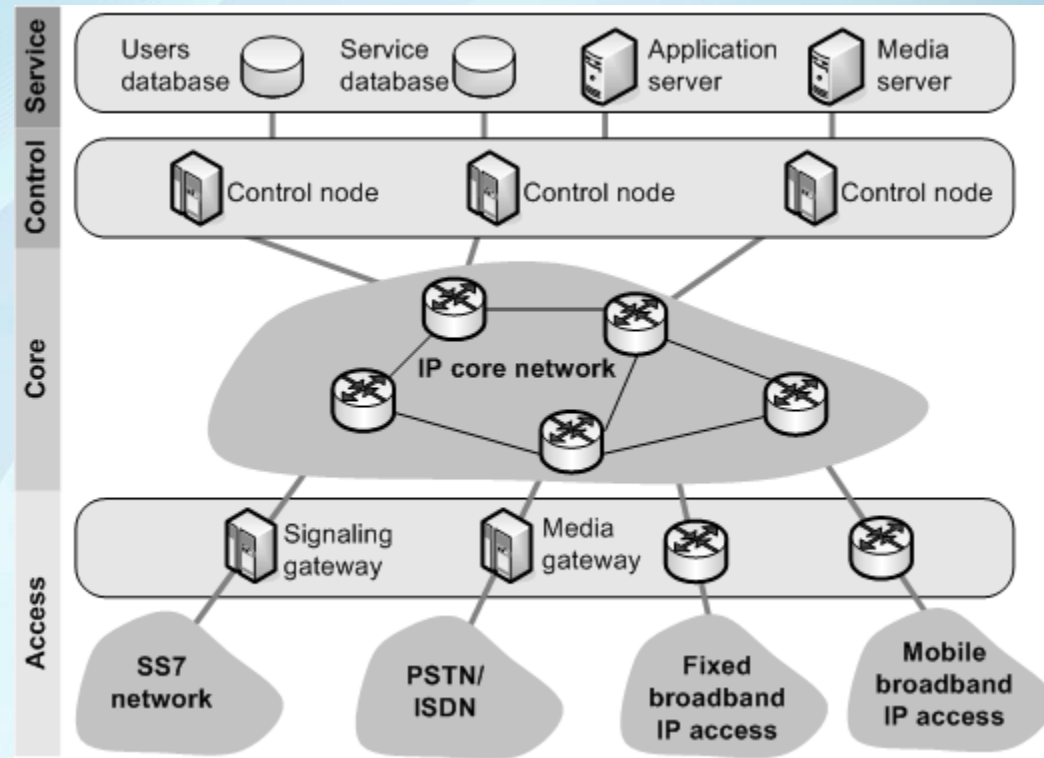 Service
Users
database
Service
database
Application
server
Media
server
Control
Control node
Control node
Control node
Core
IP core network
Access
Signaling
gateway
Media
gateway
SS7
network
PSTN/
ISDN
Fixed
broadband
IP access
Mobile
broadband
IP access